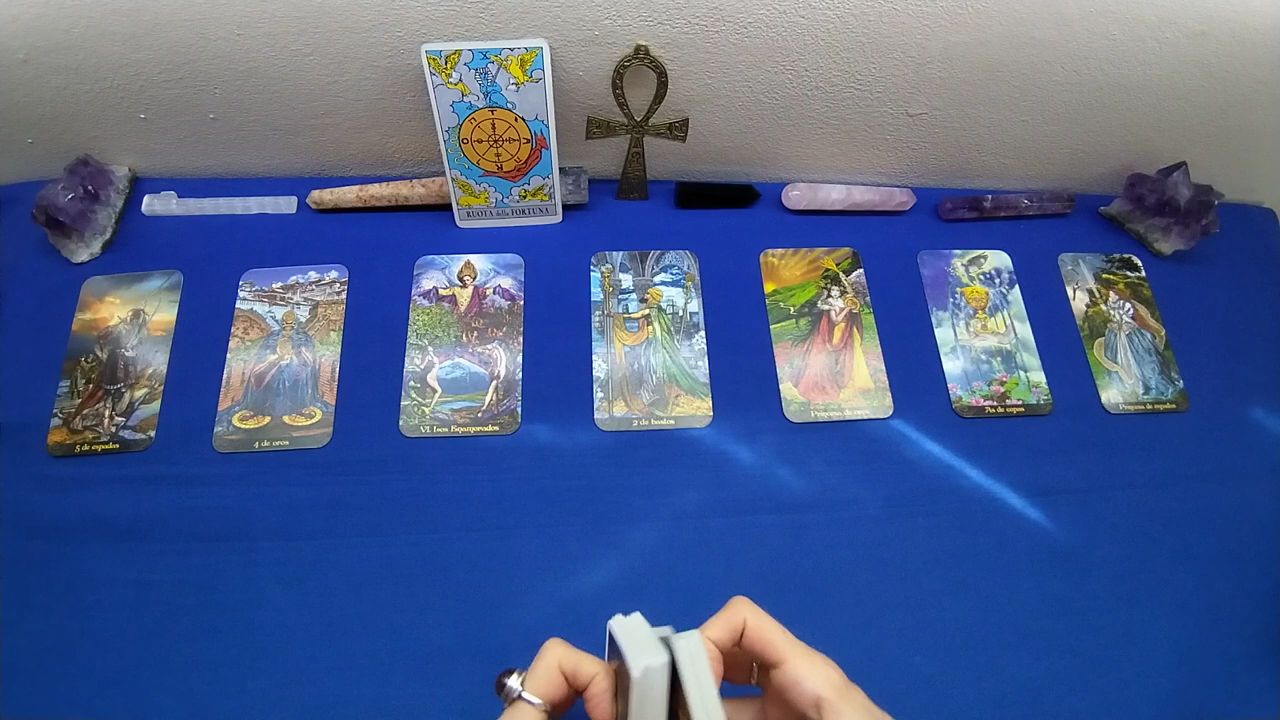 X
RUOTA della FORTUNA
5 de espadas
4 de oros
VI. Los Enamorados
2 de bastos
Princesa de oros
As de copas
Princesa de espadas